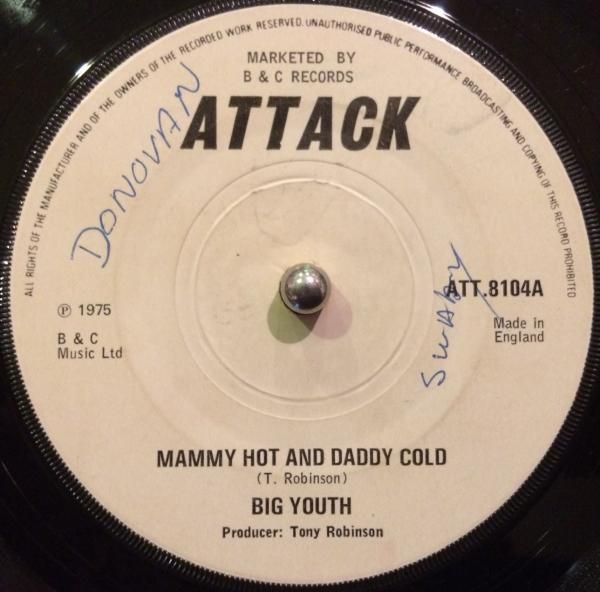 ALL RIGHTS OF THE MANUFACTURER AND OF THE OWNERS OF THE RECORDED WORK RESERVED. UNAUTHORISED PUBLIC PERFORMANCE BROADCASTING AND COPYING OF THIS RECORD PROHIBITED
MARKETED BY
B & C RECORDS
ATTACK
DONOVAN
ATT.8104A
℗ 1975
Made in
England
B & C
Music Ltd
Swaby
MAMMY HOT AND DADDY COLD
(T. Robinson)
BIG YOUTH
Producer: Tony Robinson